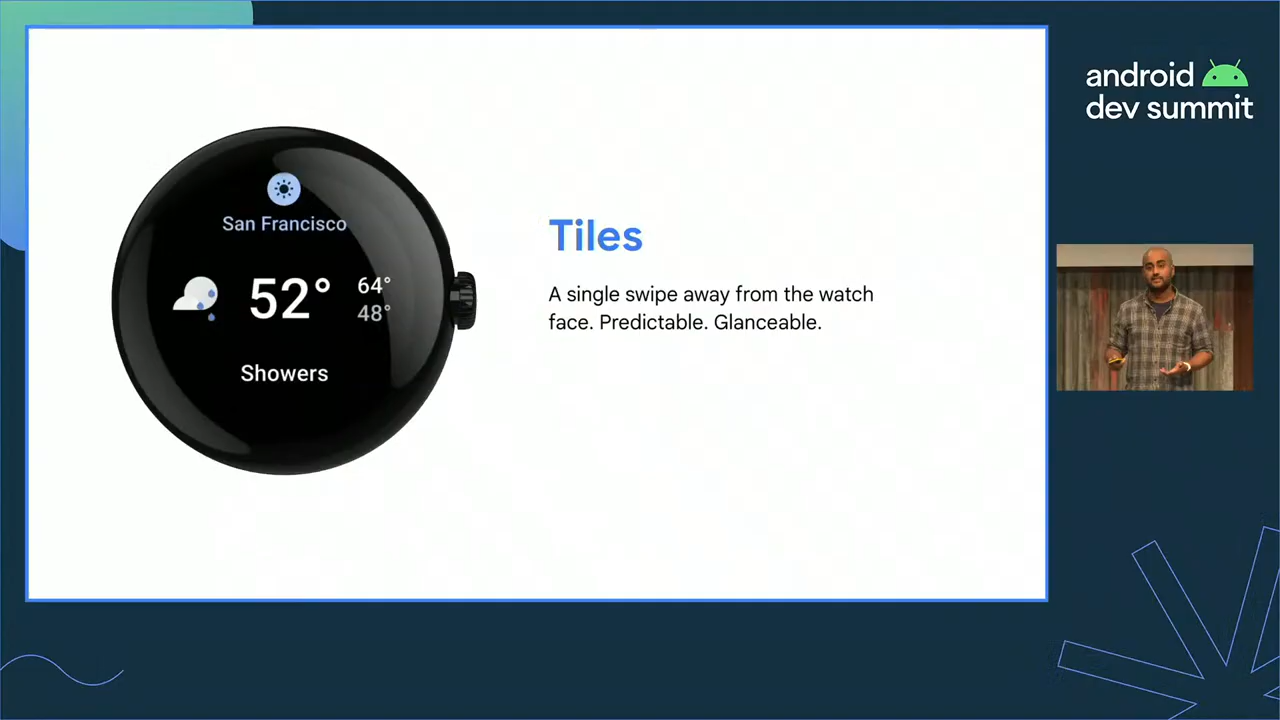 San Francisco
52°
64°
48°
Showers
Tiles
A single swipe away from the watch
face. Predictable. Glanceable.
android
dev summit